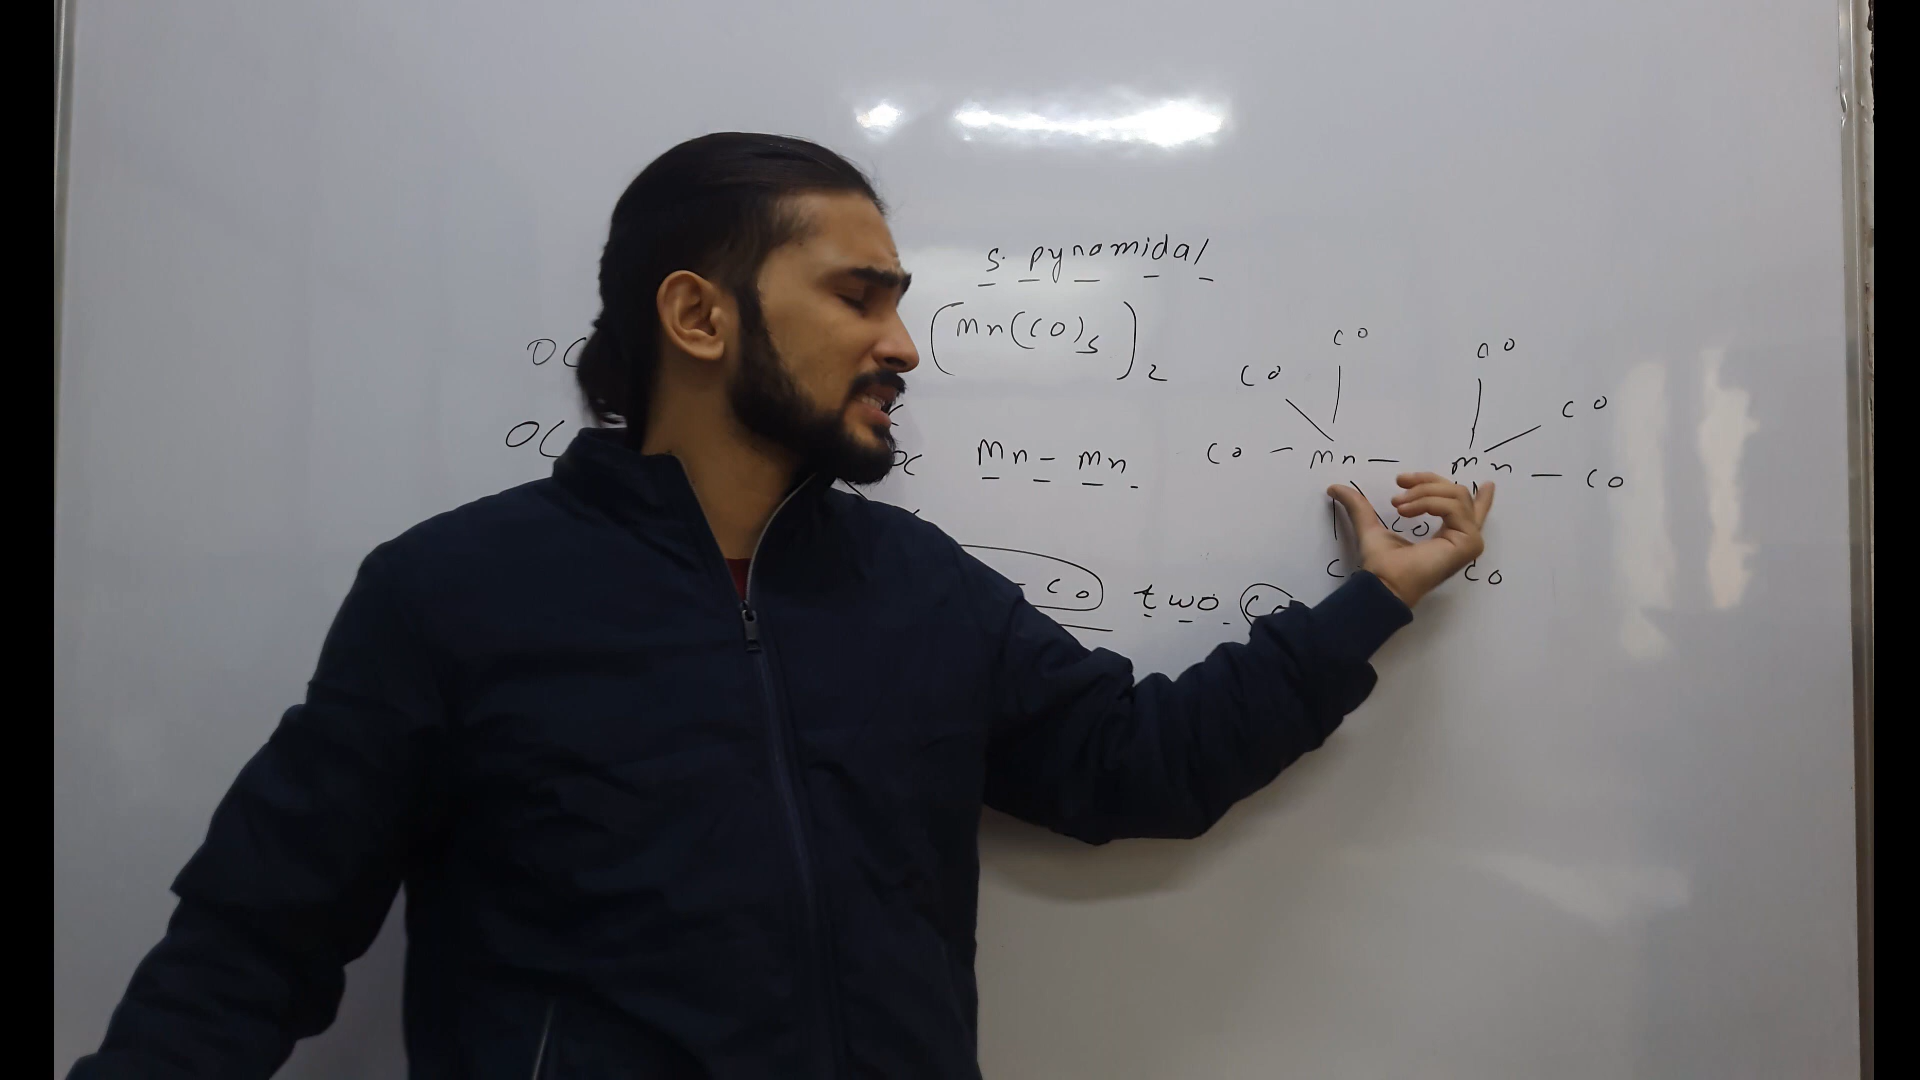 s. pyramidal
(Mn(CO)5)2
CO CO
CO CO
OC
OC
CO - Mn - Mn - CO
OC Mn - Mn
CO
- CO two CO
CO